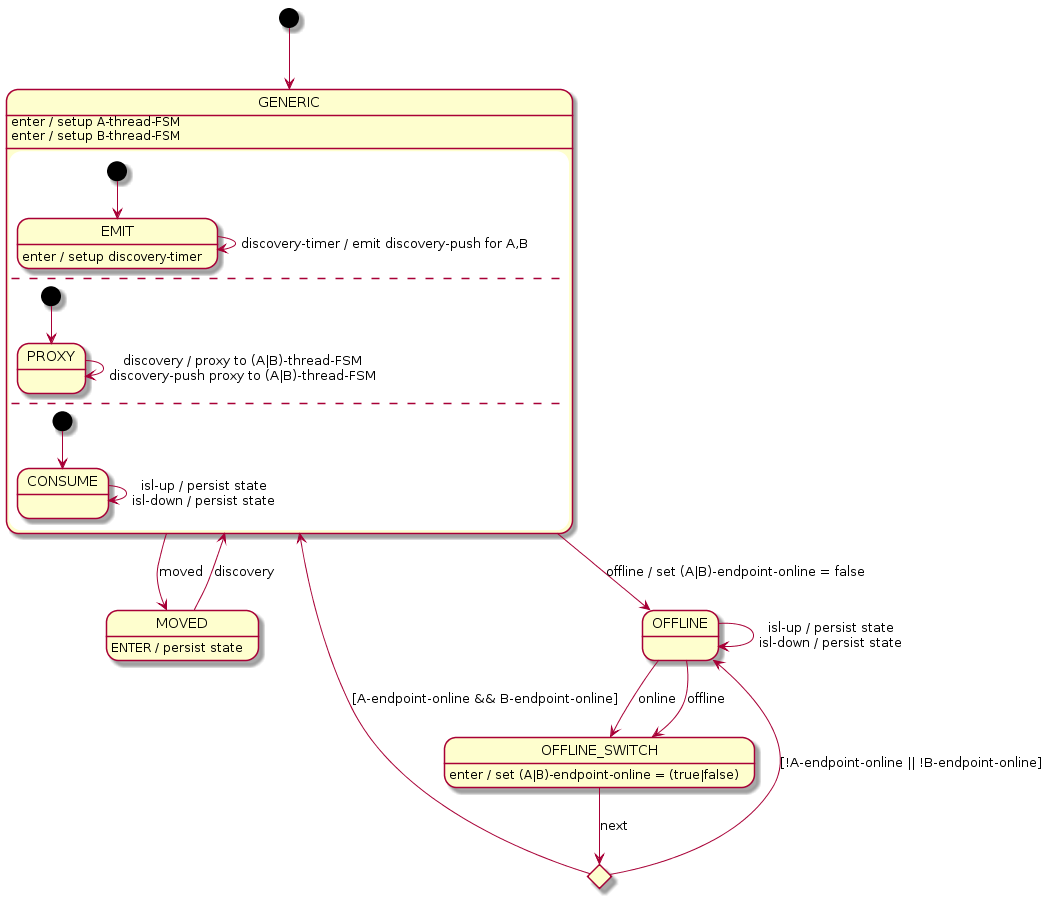 GENERIC
enter / setup A-thread-FSM
enter / setup B-thread-FSM
EMIT
enter / setup discovery-timer
discovery-timer / emit discovery-push for A,B
PROXY
discovery / proxy to (A|B)-thread-FSM
discovery-push proxy to (A|B)-thread-FSM
CONSUME
isl-up / persist state
isl-down / persist state
moved
discovery
offline / set (A|B)-endpoint-online = false
MOVED
ENTER / persist state
OFFLINE
isl-up / persist state
isl-down / persist state
[A-endpoint-online && B-endpoint-online]
online
offline
OFFLINE_SWITCH
enter / set (A|B)-endpoint-online = (true|false)
[!A-endpoint-online || !B-endpoint-online]
next